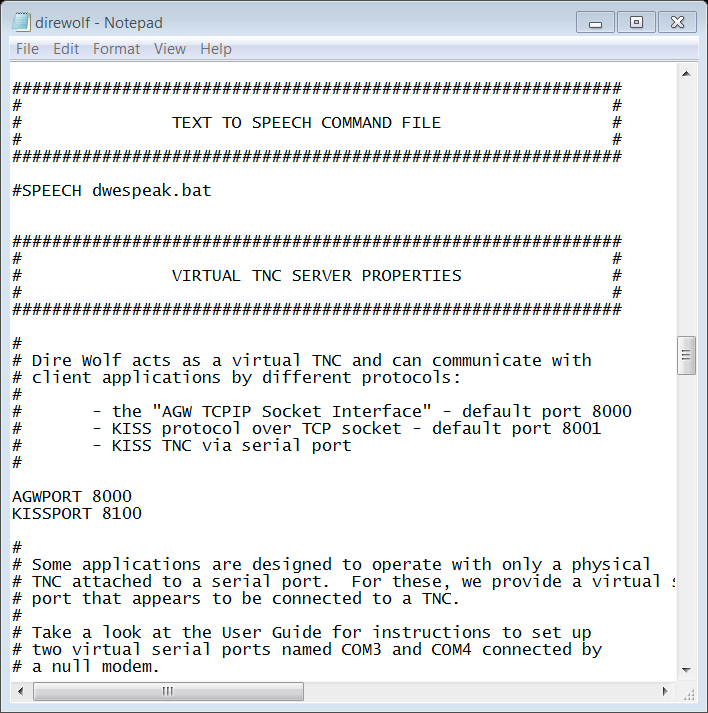 direwolf - Notepad
File Edit Format View Help
#############################################################
#                                                           #
#               TEXT TO SPEECH COMMAND FILE                 #
#                                                           #
#############################################################
#SPEECH dwespeak.bat
#############################################################
#                                                           #
#               VIRTUAL TNC SERVER PROPERTIES               #
#                                                           #
#############################################################
#
# Dire Wolf acts as a virtual TNC and can communicate with
# client applications by different protocols:
#
#       - the "AGW TCPIP Socket Interface" - default port 8000
#       - KISS protocol over TCP socket - default port 8001
#       - KISS TNC via serial port
#
AGWPORT 8000
KISSPORT 8100
#
# Some applications are designed to operate with only a physical
# TNC attached to a serial port.  For these, we provide a virtual
# port that appears to be connected to a TNC.
#
# Take a look at the User Guide for instructions to set up
# two virtual serial ports named COM3 and COM4 connected by
# a null modem.